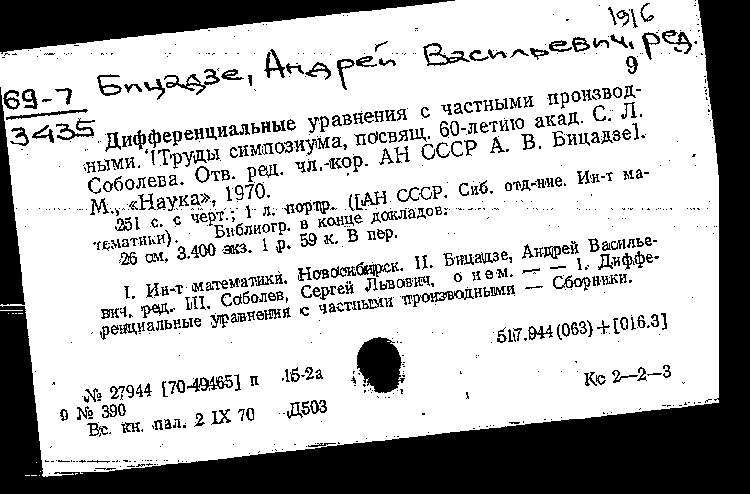 1916
Бицадзе, Андрей Васильевич, ред.
69-7
3435
9
Дифференциальные уравнения с частными производ-
ными. [Труды симпозиума, посвящ. 60-летию акад. С. Л.
Соболева. Отв. ред. чл.-кор. АН СССР А. В. Бицадзе].
М., «Наука», 1970.
251 с. с черт.; 1 л. портр. (АН СССР. Сиб. отд-ние. Ин-т ма-
тематики). Библиогр. в конце докладов.
26 см, 3.400 экз. 1 р. 59 к. В пер.
I. Ин-т математики. Новосибирск. II. Бицадзе, Андрей Василье-
вич, ред. III. Соболев, Сергей Львович, о нем. — — 1. Диффе-
ренциальные уравнения с частными производными — Сборники.
517.944(063)+[016.3]
№ 27944 [70-49465] п 15-2а
Кс 2—2—3
9 № 390
Вс. кн. пал. 2 IX 70 Д503